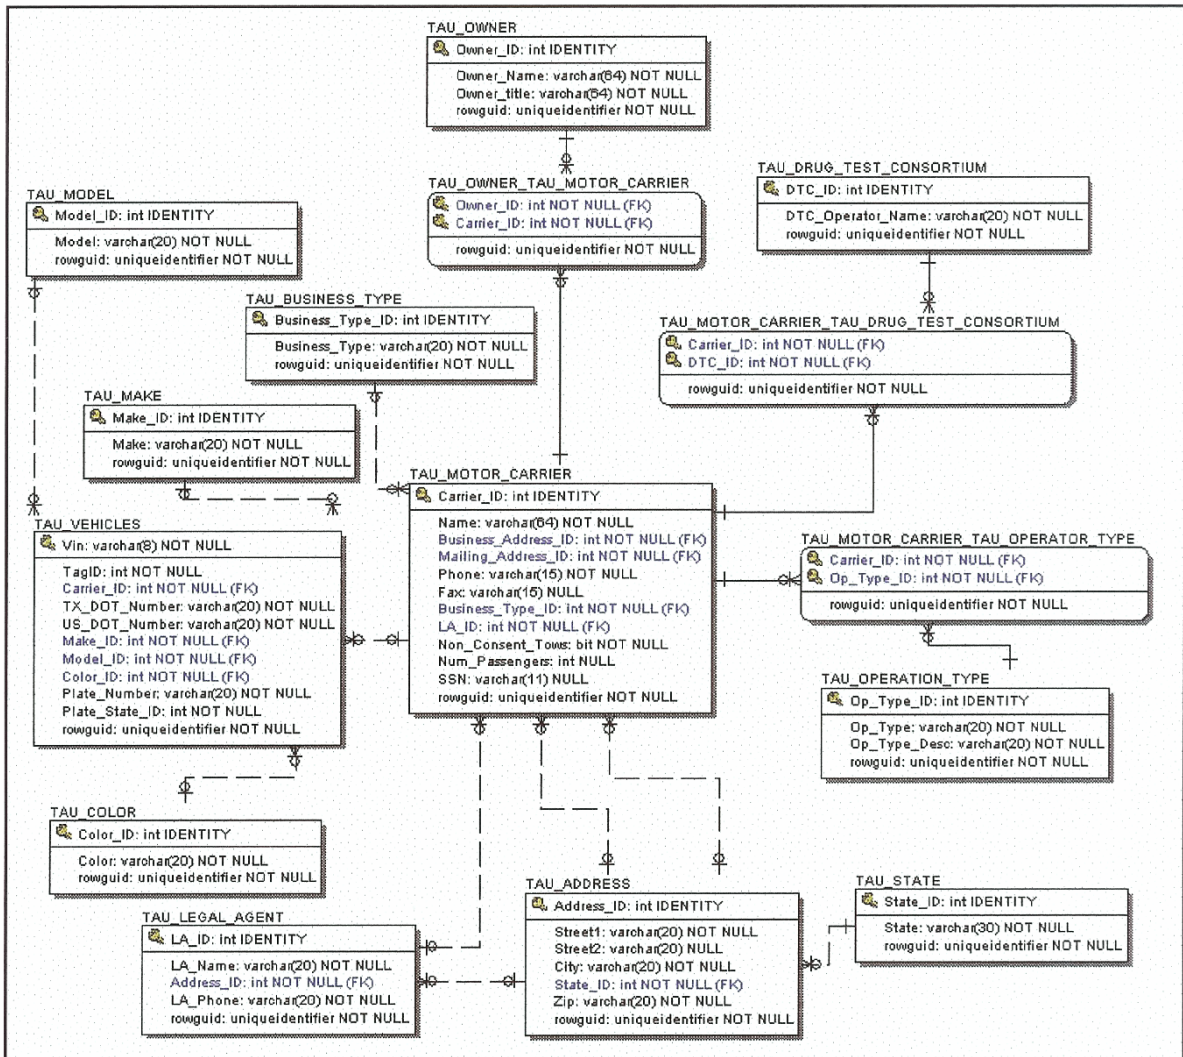 TAU_OWNER
Owner_ID: int IDENTITY
Owner_Name: varchar(64) NOT NULL
Owner_title: varchar(64) NOT NULL
rowguid: uniqueidentifier NOT NULL
TAU_OWNER_TAU_MOTOR_CARRIER
Owner_ID: int NOT NULL (FK)
Carrier_ID: int NOT NULL (FK)
rowguid: uniqueidentifier NOT NULL
TAU_DRUG_TEST_CONSORTIUM
DTC_ID: int IDENTITY
DTC_Operator_Name: varchar(20) NOT NULL
rowguid: uniqueidentifier NOT NULL
TAU_MODEL
Model_ID: int IDENTITY
Model: varchar(20) NOT NULL
rowguid: uniqueidentifier NOT NULL
TAU_BUSINESS_TYPE
Business_Type_ID: int IDENTITY
Business_Type: varchar(20) NOT NULL
rowguid: uniqueidentifier NOT NULL
TAU_MOTOR_CARRIER_TAU_DRUG_TEST_CONSORTIUM
Carrier_ID: int NOT NULL (FK)
DTC_ID: int NOT NULL (FK)
rowguid: uniqueidentifier NOT NULL
TAU_MAKE
Make_ID: int IDENTITY
Make: varchar(20) NOT NULL
rowguid: uniqueidentifier NOT NULL
TAU_MOTOR_CARRIER
Carrier_ID: int IDENTITY
Name: varchar(64) NOT NULL
Business_Address_ID: int NOT NULL (FK)
Mailing_Address_ID: int NOT NULL (FK)
Phone: varchar(15) NOT NULL
Fax: varchar(15) NULL
Business_Type_ID: int NOT NULL (FK)
LA_ID: int NOT NULL (FK)
Non_Consent_Tows: bit NOT NULL
Num_Passengers: int NULL
SSN: varchar(11) NULL
rowguid: uniqueidentifier NOT NULL
TAU_VEHICLES
Vin: varchar(8) NOT NULL
TagID: int NOT NULL
Carrier_ID: int NOT NULL (FK)
TX_DOT_Number: varchar(20) NOT NULL
US_DOT_Number: varchar(20) NOT NULL
Make_ID: int NOT NULL (FK)
Model_ID: int NOT NULL (FK)
Color_ID: int NOT NULL (FK)
Plate_Number: varchar(20) NOT NULL
Plate_State_ID: int NOT NULL
rowguid: uniqueidentifier NOT NULL
TAU_MOTOR_CARRIER_TAU_OPERATOR_TYPE
Carrier_ID: int NOT NULL (FK)
Op_Type_ID: int NOT NULL (FK)
rowguid: uniqueidentifier NOT NULL
TAU_OPERATION_TYPE
Op_Type_ID: int IDENTITY
Op_Type: varchar(20) NOT NULL
Op_Type_Desc: varchar(20) NOT NULL
rowguid: uniqueidentifier NOT NULL
TAU_COLOR
Color_ID: int IDENTITY
Color: varchar(20) NOT NULL
rowguid: uniqueidentifier NOT NULL
TAU_LEGAL_AGENT
LA_ID: int IDENTITY
LA_Name: varchar(20) NOT NULL
Address_ID: int NOT NULL (FK)
LA_Phone: varchar(20) NOT NULL
rowguid: uniqueidentifier NOT NULL
TAU_ADDRESS
Address_ID: int IDENTITY
Street1: varchar(20) NOT NULL
Street2: varchar(20) NULL
City: varchar(20) NOT NULL
State_ID: int NOT NULL (FK)
Zip: varchar(20) NOT NULL
rowguid: uniqueidentifier NOT NULL
TAU_STATE
State_ID: int IDENTITY
State: varchar(30) NOT NULL
rowguid: uniqueidentifier NOT NULL